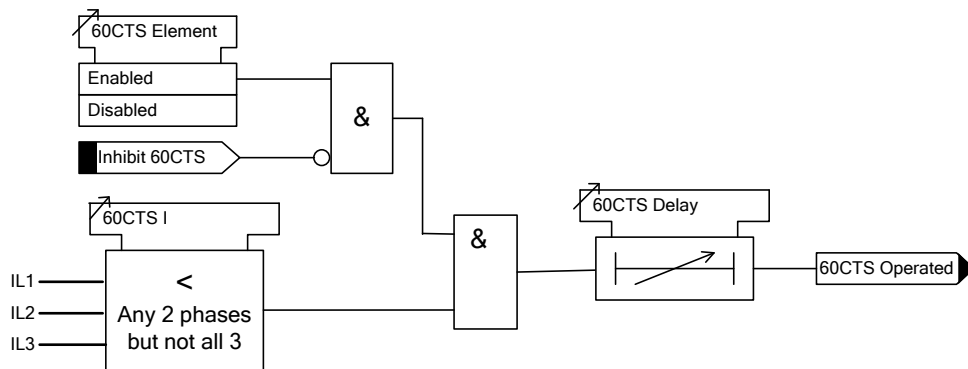 60CTS Element
Enabled
Disabled
&
Inhibit 60CTS
60CTS I
IL1
IL2
IL3
<
Any 2 phases
but not all 3
&
60CTS Delay
60CTS Operated